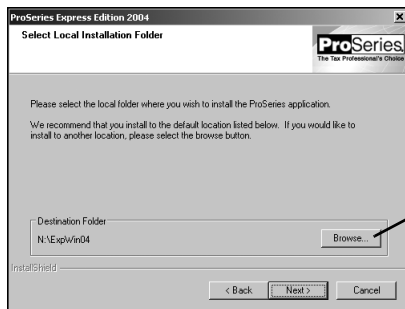 ProSeries Express Edition 2004
Select Local Installation Folder
ProSeries
The Tax Professional's Choice
Please select the local folder where you wish to install the ProSeries application.
We recommend that you install to the default location listed below. If you would like to
install to another location, please select the browse button.
Destination Folder
N:\ExpWin04
Browse...
InstallShield
< Back
Next >
Cancel